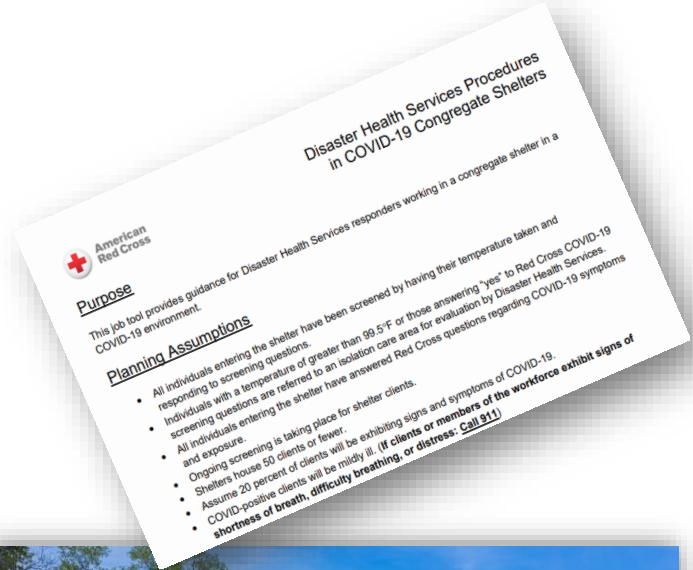 Disaster Health Services Procedures
in COVID-19 Congregate Shelters
American
Red Cross
Purpose
This job tool provides guidance for Disaster Health Services responders working in a congregate shelter in a
COVID-19 environment.
Planning Assumptions
• All individuals entering the shelter have been screened by having their temperature taken and
responding to screening questions.
• Individuals with a temperature of greater than 99.5°F or those answering “yes” to Red Cross COVID-19
screening questions are referred to an isolation care area for evaluation by Disaster Health Services.
• All individuals entering the shelter have answered Red Cross questions regarding COVID-19 symptoms
and exposure.
• Ongoing screening is taking place for shelter clients.
• Shelters house 50 clients or fewer.
• Assume 20 percent of clients will be exhibiting signs and symptoms of COVID-19.
• COVID-positive clients will be mildly ill. (If clients or members of the workforce exhibit signs of
shortness of breath, difficulty breathing, or distress: Call 911)